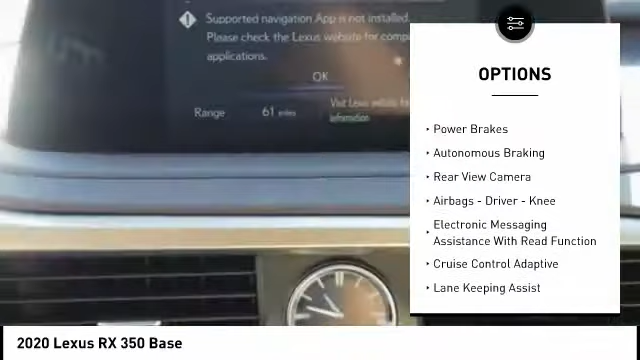 Supported navigation App is not installed.
Please check the Lexus website for
applications.
OK
Range 61 miles
Visit Lexus website for
information
OPTIONS
• Power Brakes
• Autonomous Braking
• Rear View Camera
• Airbags - Driver - Knee
• Electronic Messaging
Assistance With Read Function
• Cruise Control Adaptive
• Lane Keeping Assist
2020 Lexus RX 350 Base